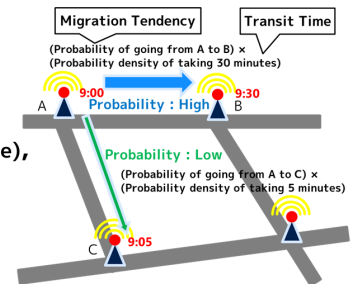 Migration Tendency
Transit Time
(Probability of going from A to B) ×
(Probability density of taking 30 minutes)
9:00
9:30
A
Probability : High
B
e),
Probability : Low
(Probability of going from A to C) ×
(Probability density of taking 5 minutes)
C
9:05